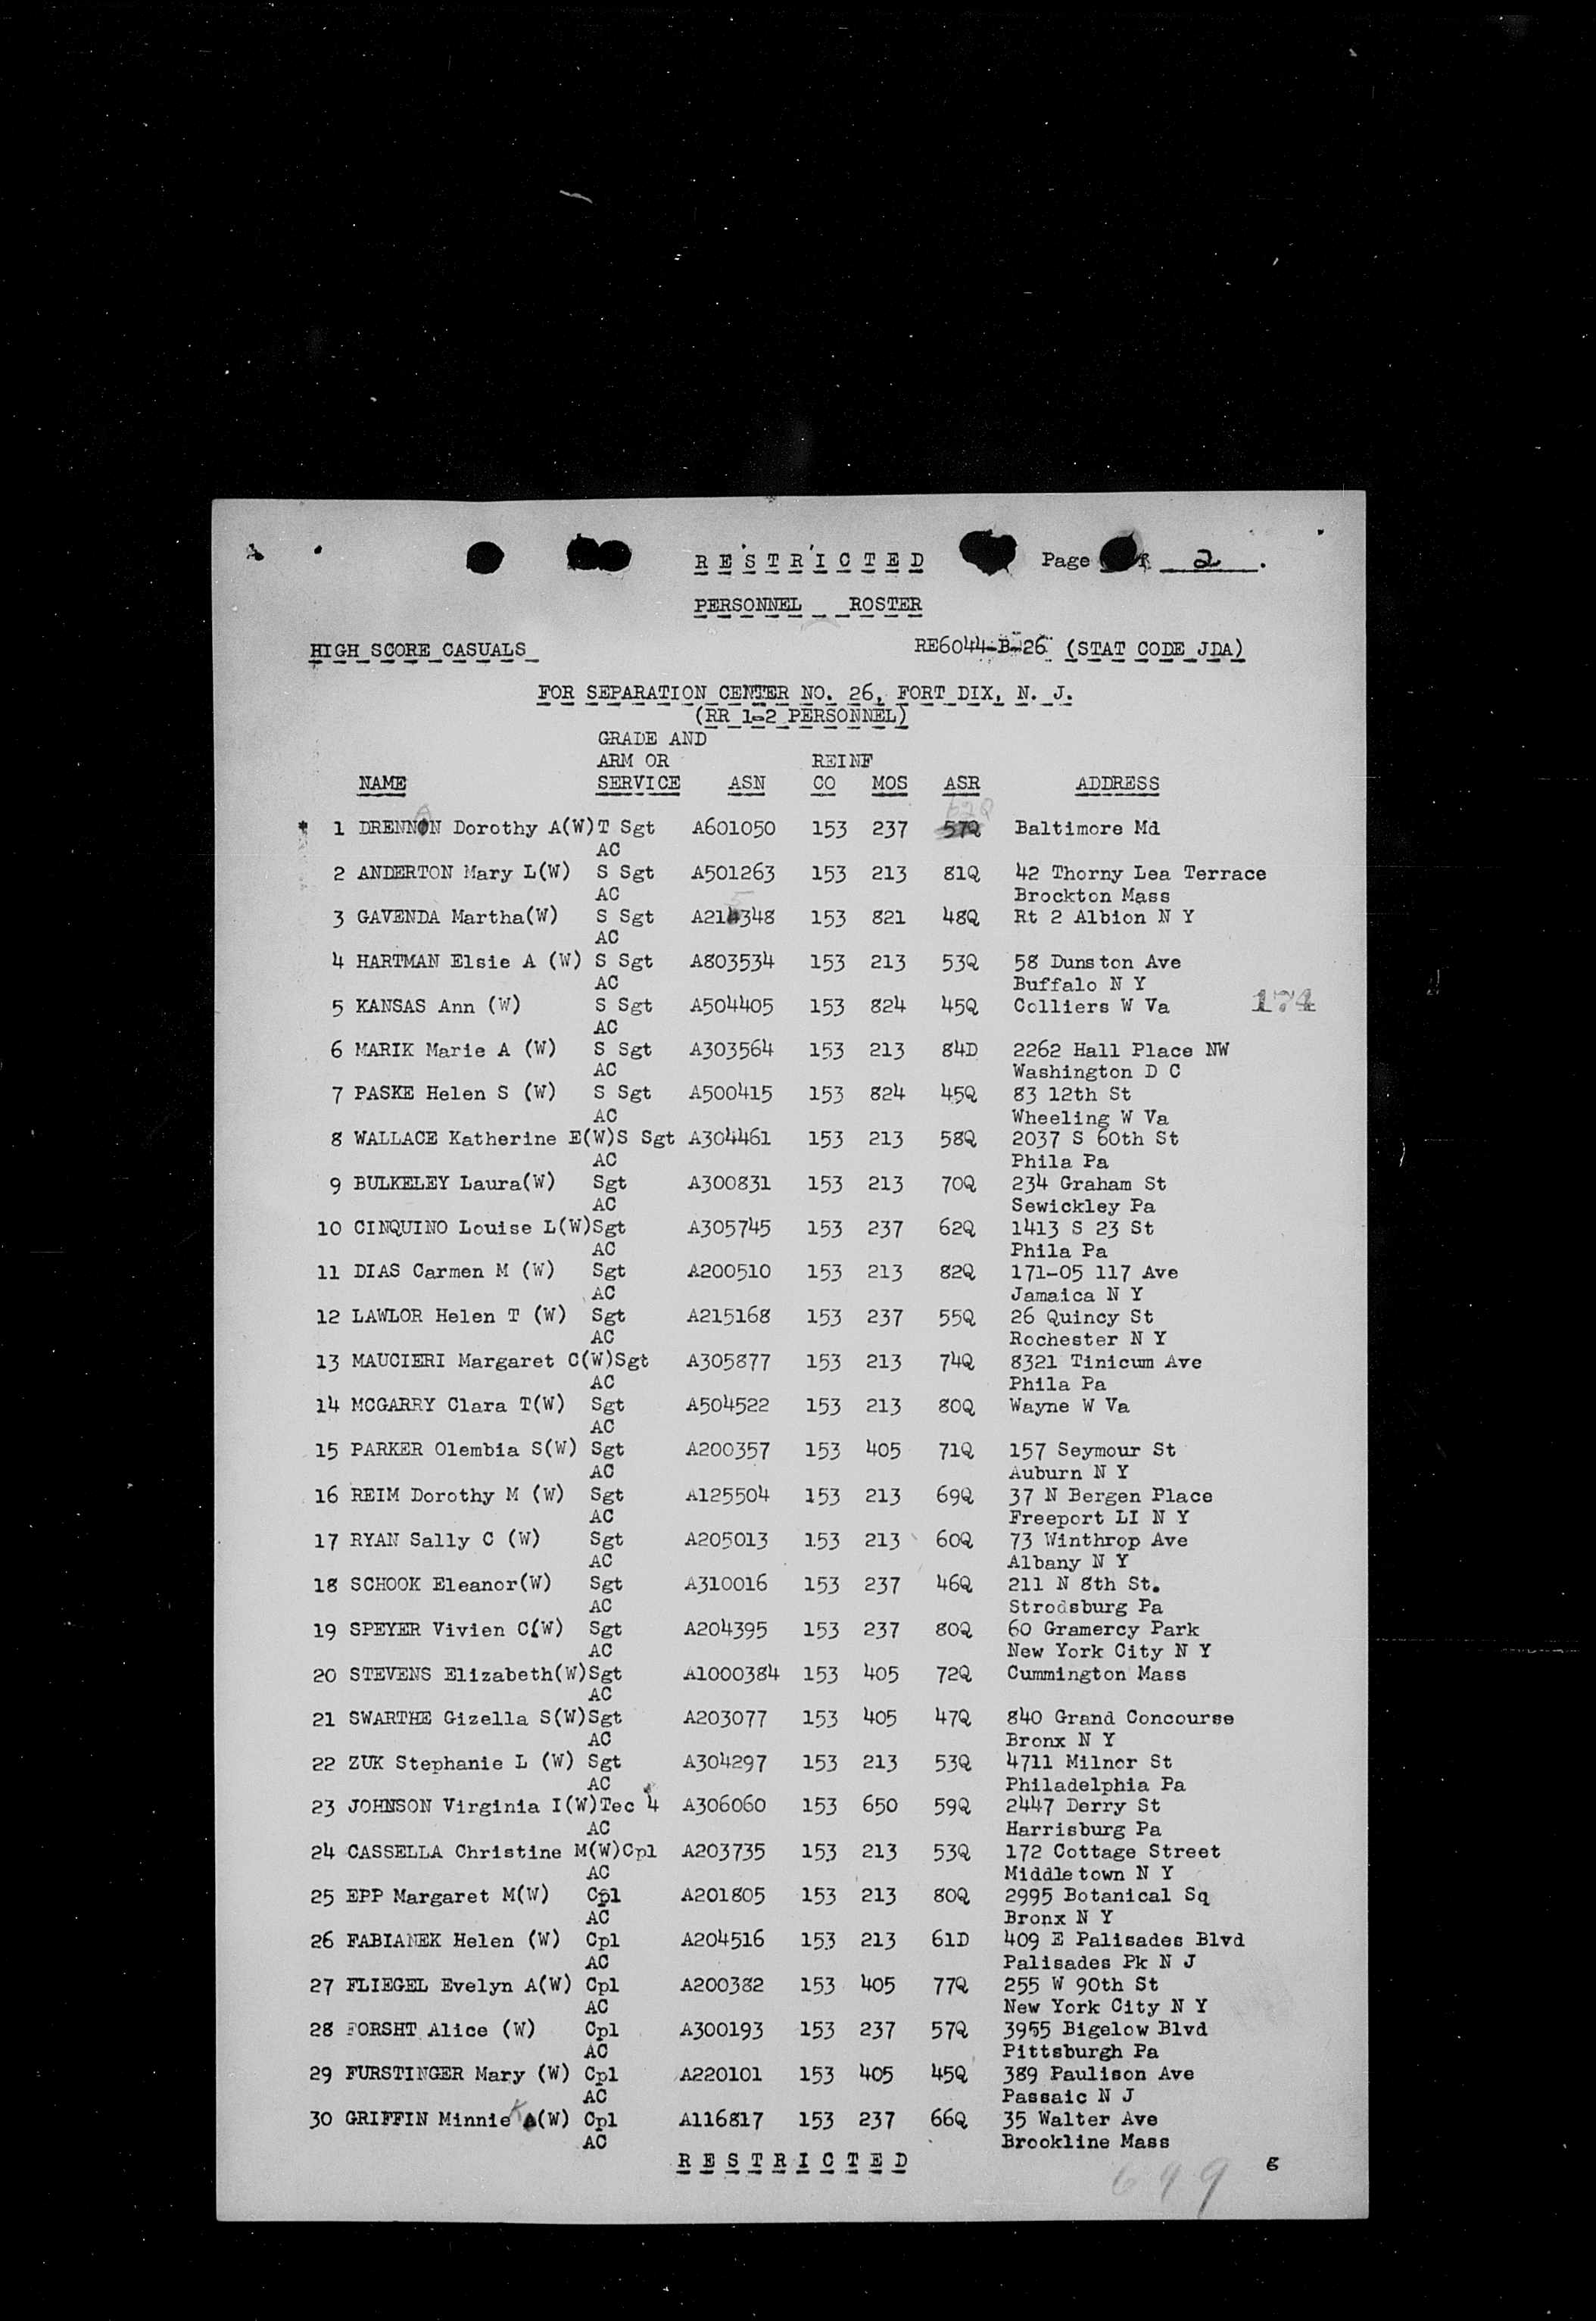 RESTRICTED Page of 2.
PERSONNEL ROSTER
HIGH SCORE CASUALS RE6044-B-26 (STAT CODE JDA)
FOR SEPARATION CENTER NO. 26, FORT DIX, N. J.
(RR 1-2 PERSONNEL)
GRADE AND
ARM OR REINF
NAME SERVICE ASN CO MOS ASR ADDRESS
* 1 DRENNAN Dorothy A(W) T Sgt A601050 153 237 57Q Baltimore Md
AC
2 ANDERTON Mary L(W) S Sgt A501263 153 213 81Q 42 Thorny Lea Terrace
AC Brockton Mass
3 GAVENDA Martha(W) S Sgt A215348 153 821 48Q Rt 2 Albion N Y
AC
4 HARTMAN Elsie A (W) S Sgt A803534 153 213 53Q 58 Dunston Ave
AC Buffalo N Y
5 KANSAS Ann (W) S Sgt A504405 153 824 45Q Colliers W Va 174
AC
6 MARIK Marie A (W) S Sgt A303564 153 213 84D 2262 Hall Place NW
AC Washington D C
7 PASKE Helen S (W) S Sgt A500415 153 824 45Q 83 12th St
AC Wheeling W Va
8 WALLACE Katherine E(W)S Sgt A304461 153 213 58Q 2037 S 60th St
AC Phila Pa
9 BULKELEY Laura(W) Sgt A300831 153 213 70Q 234 Graham St
AC Sewickley Pa
10 CINQUINO Louise L(W)Sgt A305745 153 237 62Q 1413 S 23 St
AC Phila Pa
11 DIAS Carmen M (W) Sgt A200510 153 213 82Q 171-05 117 Ave
AC Jamaica N Y
12 LAWLOR Helen T (W) Sgt A215168 153 237 55Q 26 Quincy St
AC Rochester N Y
13 MAUCIERI Margaret C(W)Sgt A305877 153 213 74Q 8321 Tinicum Ave
AC Phila Pa
14 MCGARRY Clara T(W) Sgt A504522 153 213 80Q Wayne W Va
AC
15 PARKER Olembia S(W) Sgt A200357 153 405 71Q 157 Seymour St
AC Auburn N Y
16 REIM Dorothy M (W) Sgt A125504 153 213 69Q 37 N Bergen Place
AC Freeport LI N Y
17 RYAN Sally C (W) Sgt A205013 153 213 60Q 73 Winthrop Ave
AC Albany N Y
18 SCHOOK Eleanor(W) Sgt A310016 153 237 46Q 211 N 8th St.
AC Strodsburg Pa
19 SPEYER Vivien C(W) Sgt A204395 153 237 80Q 60 Gramercy Park
AC New York City N Y
20 STEVENS Elizabeth(W)Sgt A1000384 153 405 72Q Cummington Mass
AC
21 SWARTHE Gizella S(W)Sgt A203077 153 405 47Q 840 Grand Concourse
AC Bronx N Y
22 ZUK Stephanie L (W) Sgt A304297 153 213 53Q 4711 Milnor St
AC Philadelphia Pa
23 JOHNSON Virginia I(W)Tec 4 A306060 153 650 59Q 2447 Derry St
AC Harrisburg Pa
24 CASSELLA Christine M(W)Cpl A203735 153 213 53Q 172 Cottage Street
AC Middletown N Y
25 EPP Margaret M(W) Cpl A201805 153 213 80Q 2995 Botanical Sq
AC Bronx N Y
26 FABIANEK Helen (W) Cpl A204516 153 213 61D 409 E Palisades Blvd
AC Palisades Pk N J
27 FLIEGEL Evelyn A(W) Cpl A200382 153 405 77Q 255 W 90th St
AC New York City N Y
28 FORSHT Alice (W) Cpl A300193 153 237 57Q 3955 Bigelow Blvd
AC Pittsburgh Pa
29 FURSTINGER Mary (W) Cpl A220101 153 405 45Q 389 Paulison Ave
AC Passaic N J
30 GRIFFIN Minnie K(W) Cpl A116817 153 237 66Q 35 Walter Ave
AC Brookline Mass
RESTRICTED g
649